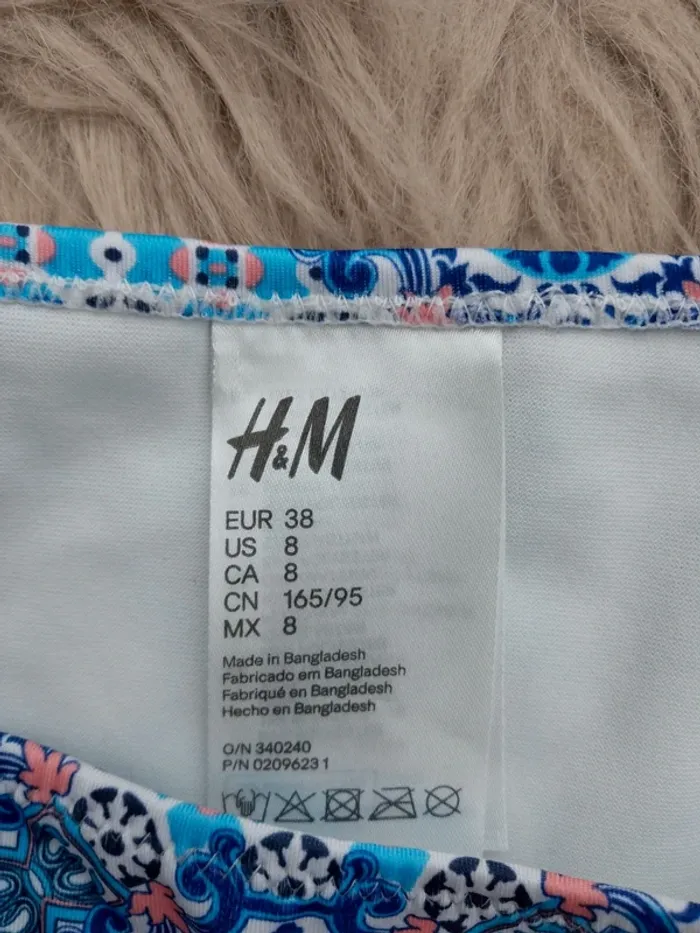 H&M
EUR 38
US 8
CA 8
CN 165/95
MX 8
Made in Bangladesh
Fabricado em Bangladesh
Fabriqué en Bangladesh
Hecho en Bangladesh
O/N 340240
P/N 02096231